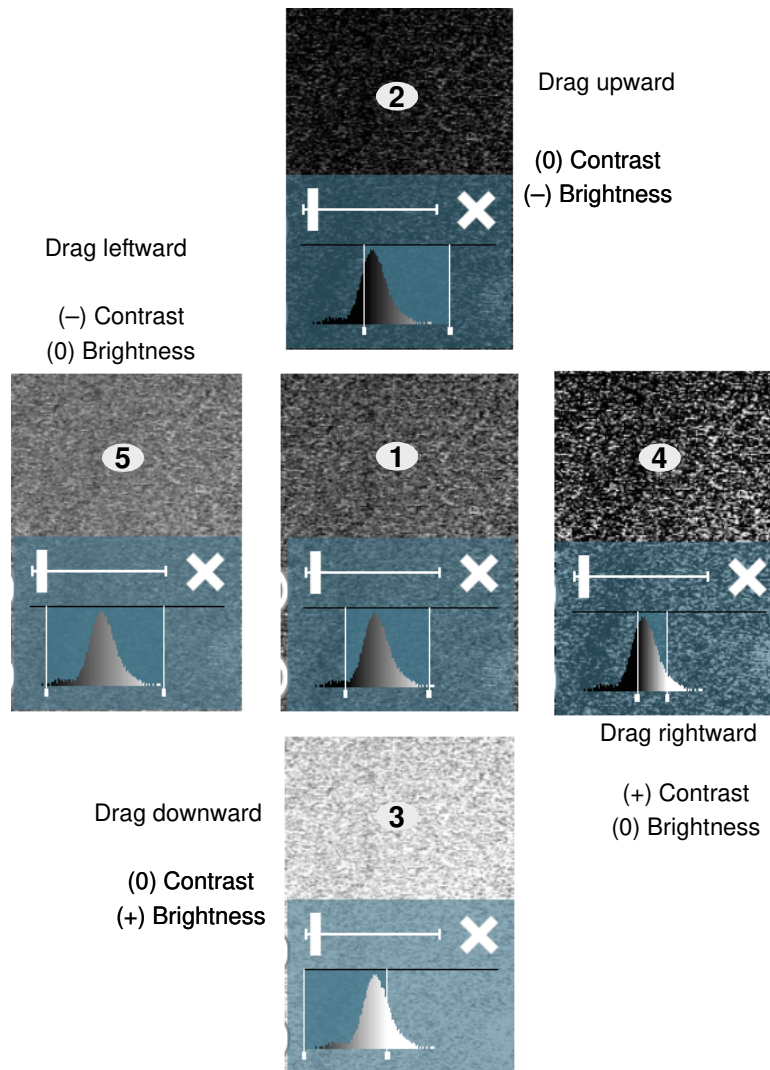 2
Drag upward
(0) Contrast
(–) Brightness
Drag leftward
(–) Contrast
(0) Brightness
5
1
4
Drag rightward
(+) Contrast
(0) Brightness
3
Drag downward
(0) Contrast
(+) Brightness